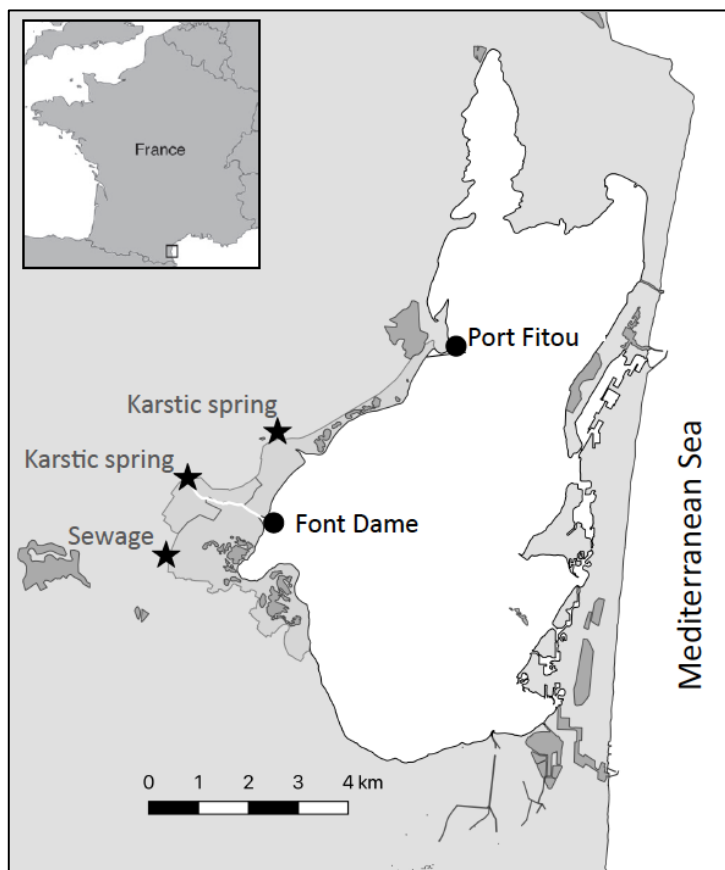 France
Port Fitou
Karstic spring
Karstic spring
Font Dame
Sewage
Mediterranean Sea
0 1 2 3 4 km